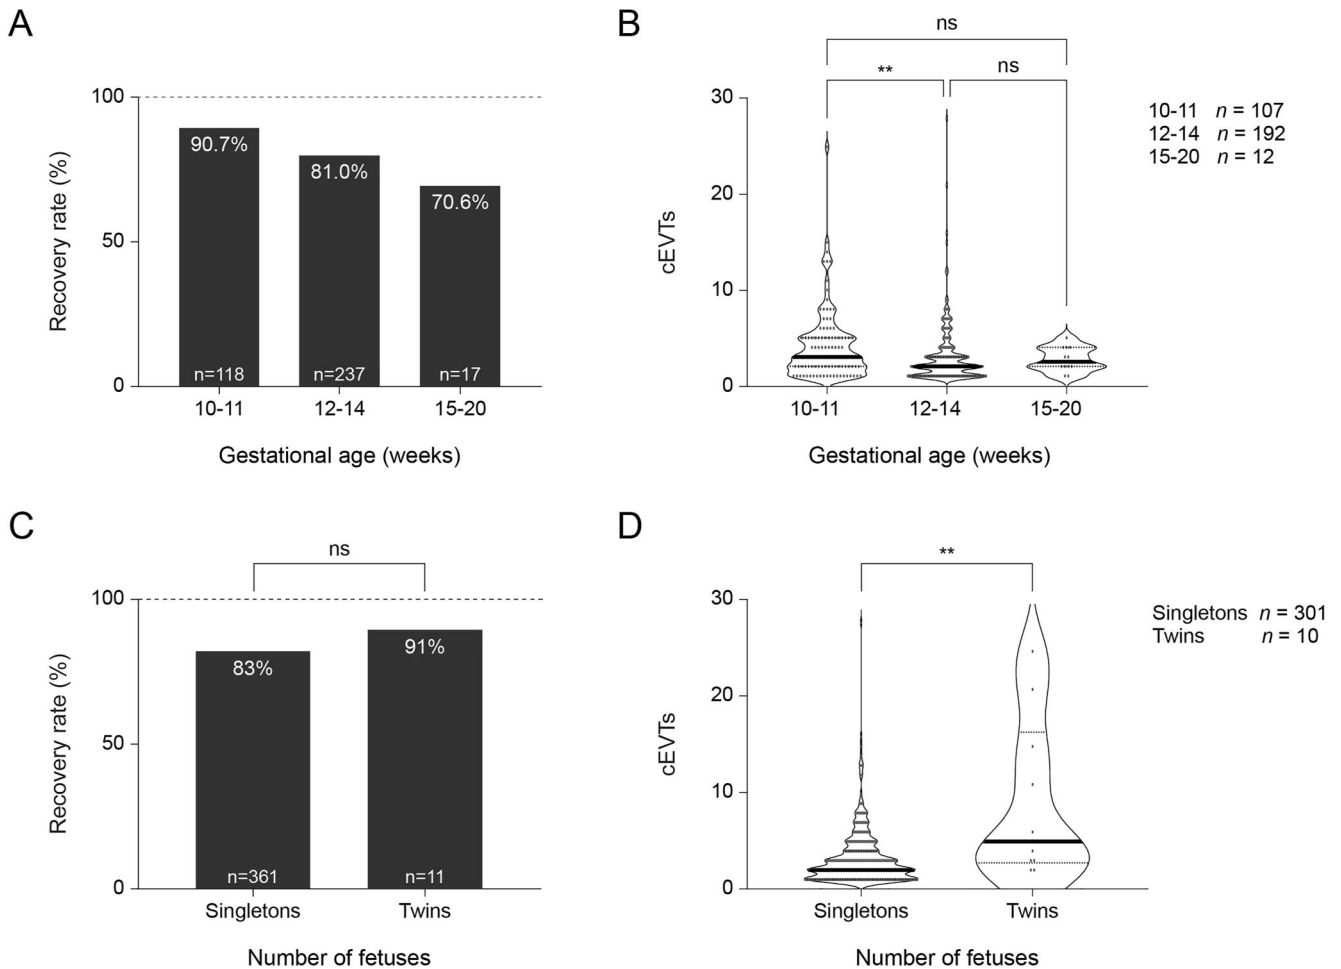 A
Recovery rate (%)
100
50
0
90.7%
81.0%
70.6%
n=118
n=237
n=17
10-11
12-14
15-20
Gestational age (weeks)
B
ns
**
ns
cEVTs
30
20
10
0
10-11 n = 107
12-14 n = 192
15-20 n = 12
10-11
12-14
15-20
Gestational age (weeks)
C
ns
Recovery rate (%)
100
50
0
83%
91%
n=361
n=11
Singletons
Twins
Number of fetuses
D
**
cEVTs
30
20
10
0
Singletons n = 301
Twins n = 10
Singletons
Twins
Number of fetuses